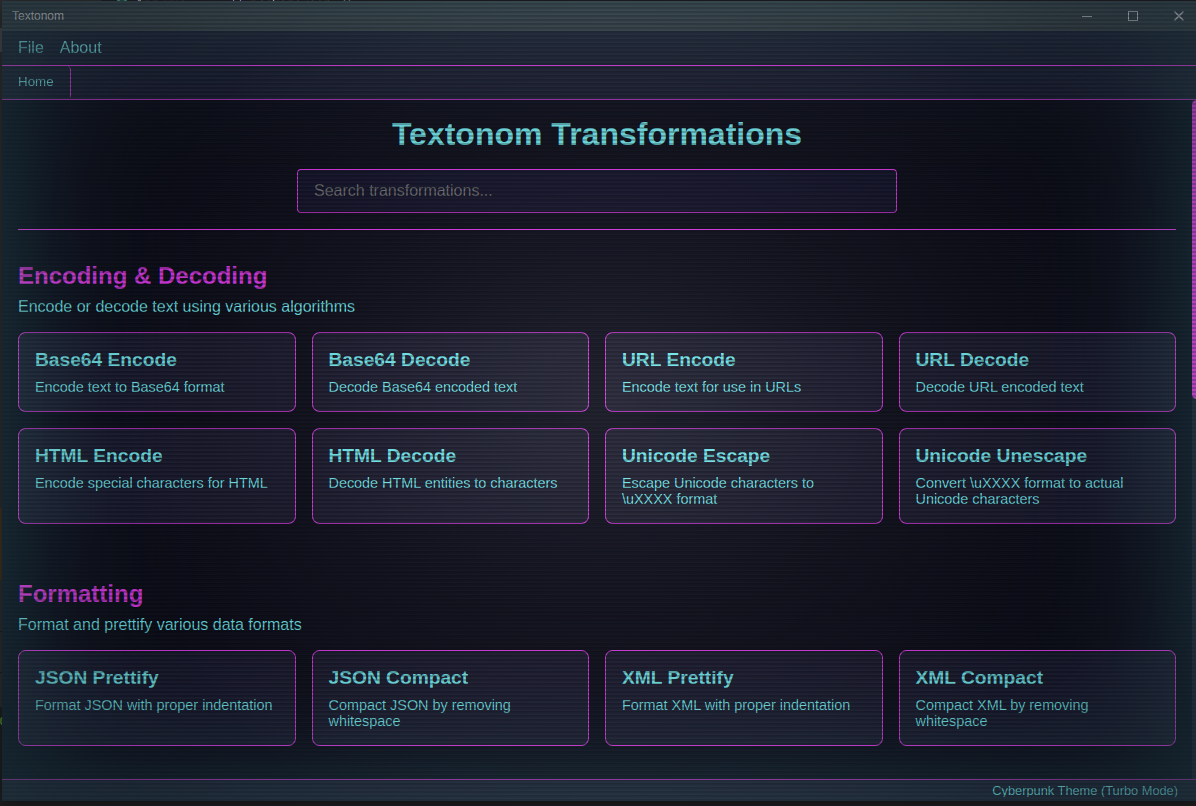 Textonom
File About
Home
Textonom Transformations
Search transformations...
Encoding & Decoding
Encode or decode text using various algorithms
Base64 Encode
Encode text to Base64 format
Base64 Decode
Decode Base64 encoded text
URL Encode
Encode text for use in URLs
URL Decode
Decode URL encoded text
HTML Encode
Encode special characters for HTML
HTML Decode
Decode HTML entities to characters
Unicode Escape
Escape Unicode characters to
\uXXXX format
Unicode Unescape
Convert \uXXXX format to actual
Unicode characters
Formatting
Format and prettify various data formats
JSON Prettify
Format JSON with proper indentation
JSON Compact
Compact JSON by removing
whitespace
XML Prettify
Format XML with proper indentation
XML Compact
Compact XML by removing
whitespace
Cyberpunk Theme (Turbo Mode)